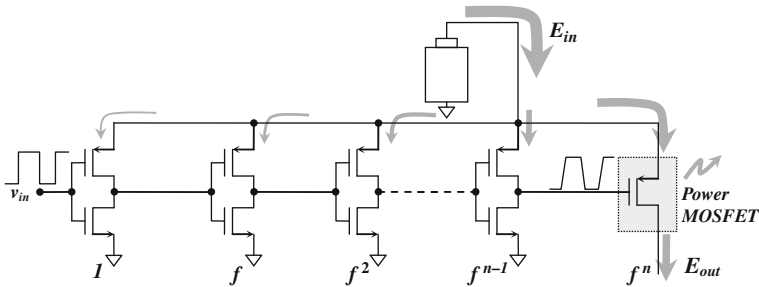 E_in
v_in
Power
MOSFET
1
f
f^2
f^{n-1}
f^n
E_out